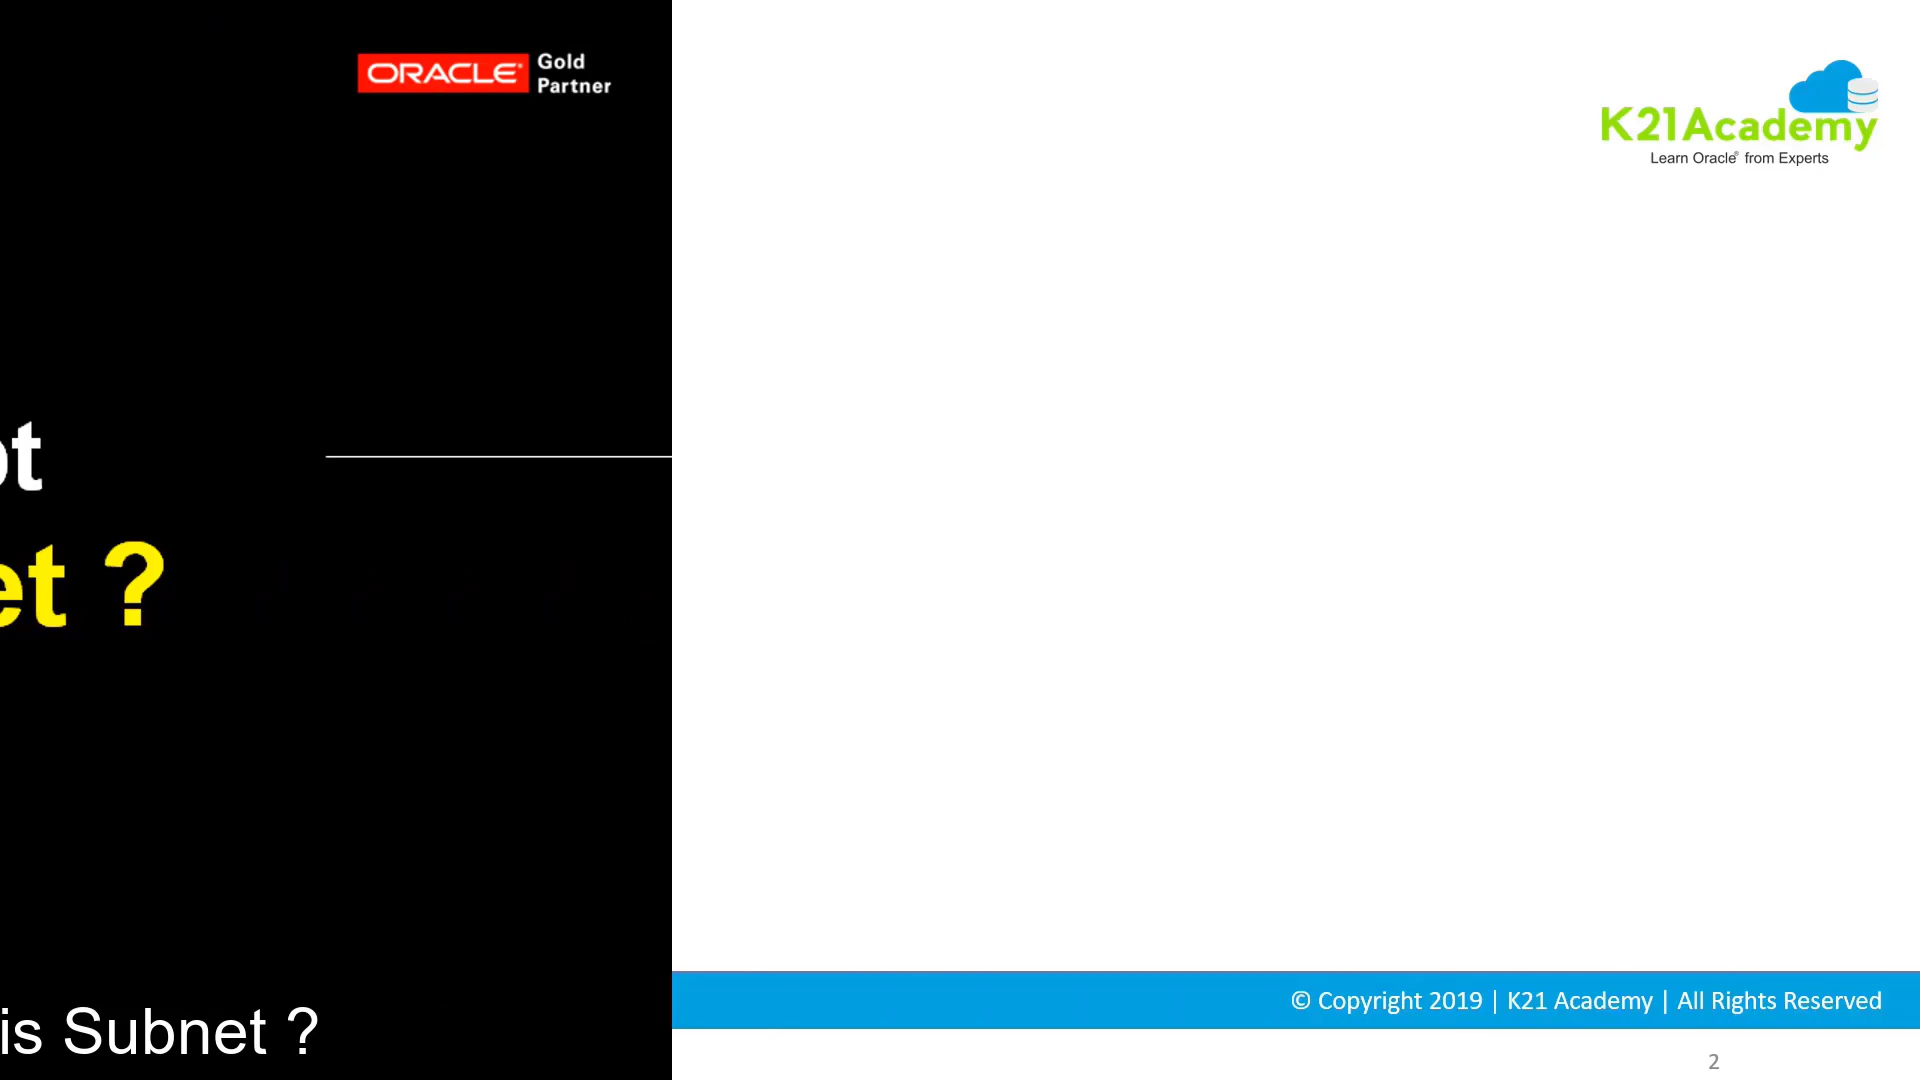 ORACLE
Gold
Partner
K21Academy
Learn Oracle® from Experts
et ?
is Subnet ?
© Copyright 2019 | K21 Academy | All Rights Reserved
2